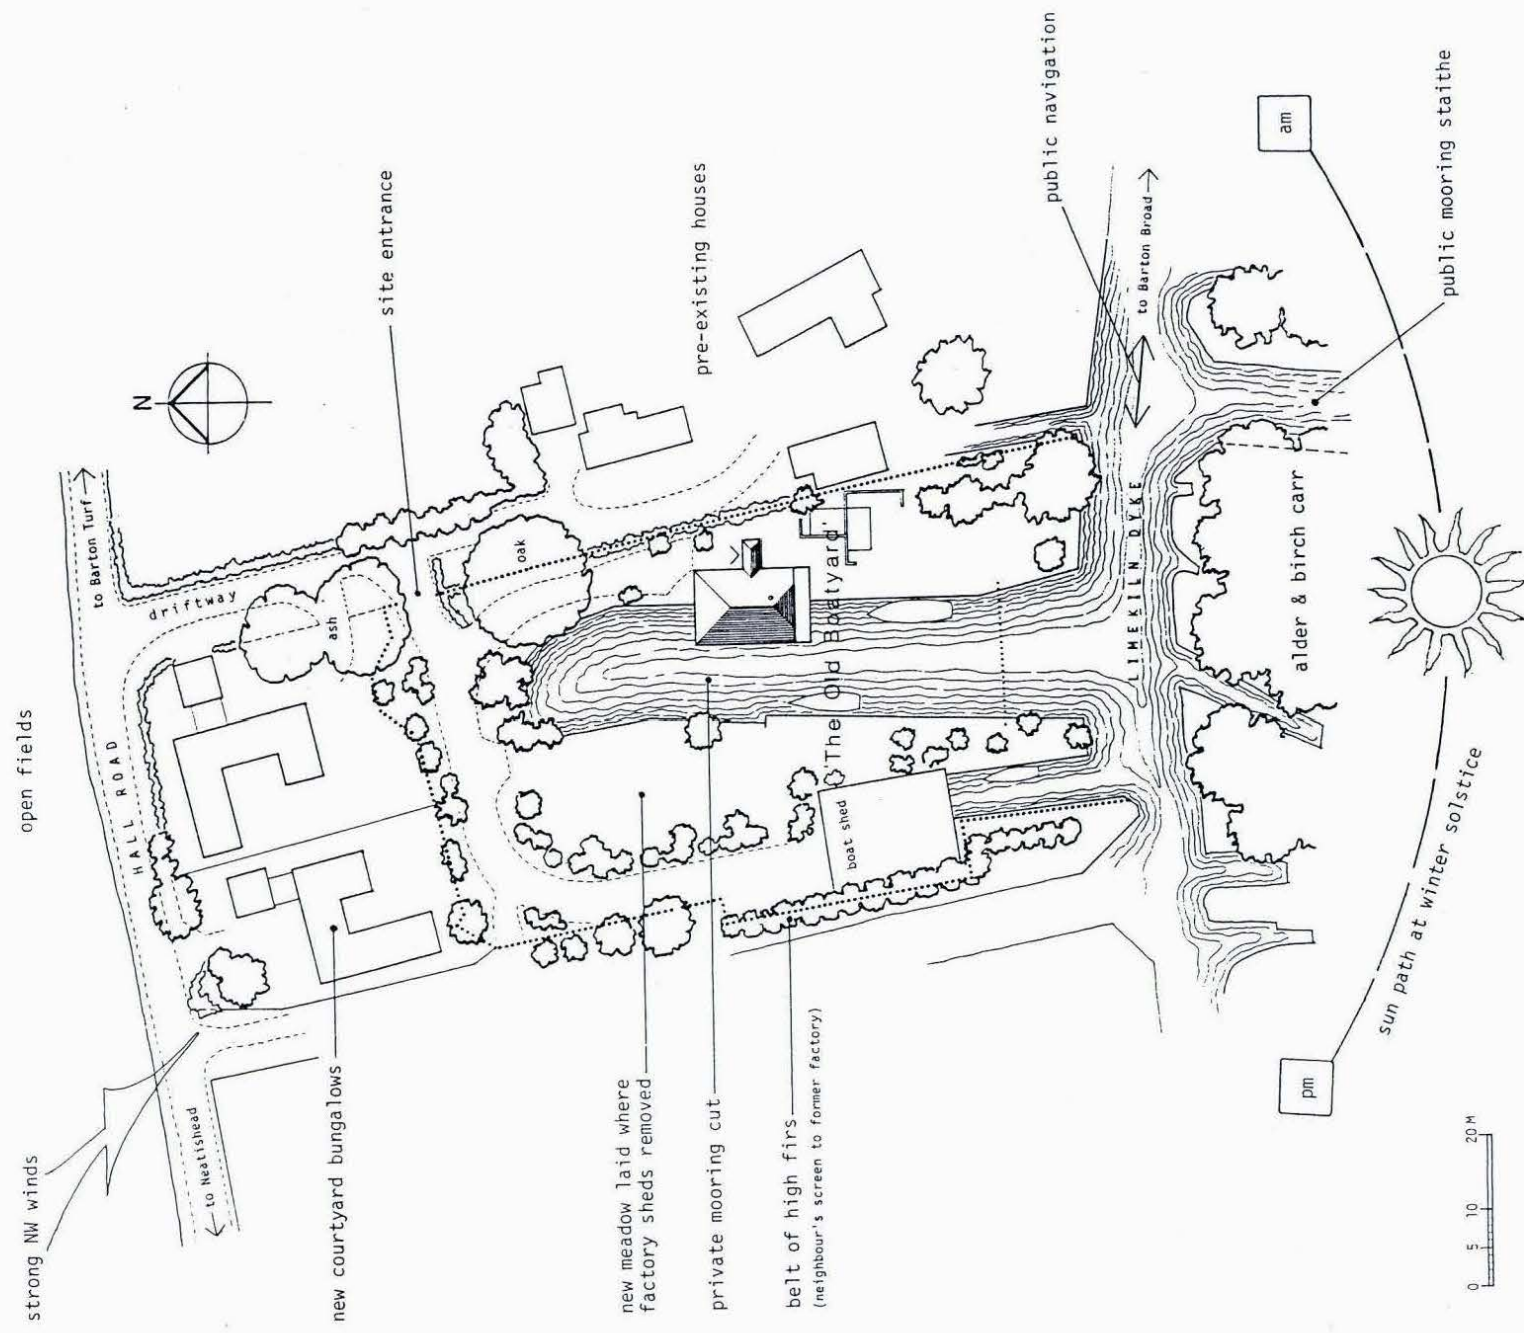 strong NW winds
open fields
to Neatishead
HALL ROAD
to Barton Turf
N
driftway
ash
oak
site entrance
new courtyard bungalows
pre-existing houses
new meadow laid where
factory sheds removed
private mooring cut
belt of high firs
(neighbour's screen to former factory)
boat shed
'The Old Boatyard'
public navigation
to Barton Broad
LIMEKILN DYKE
alder & birch carr
public mooring staithe
am
pm
sun path at winter solstice
0 5 10 20M